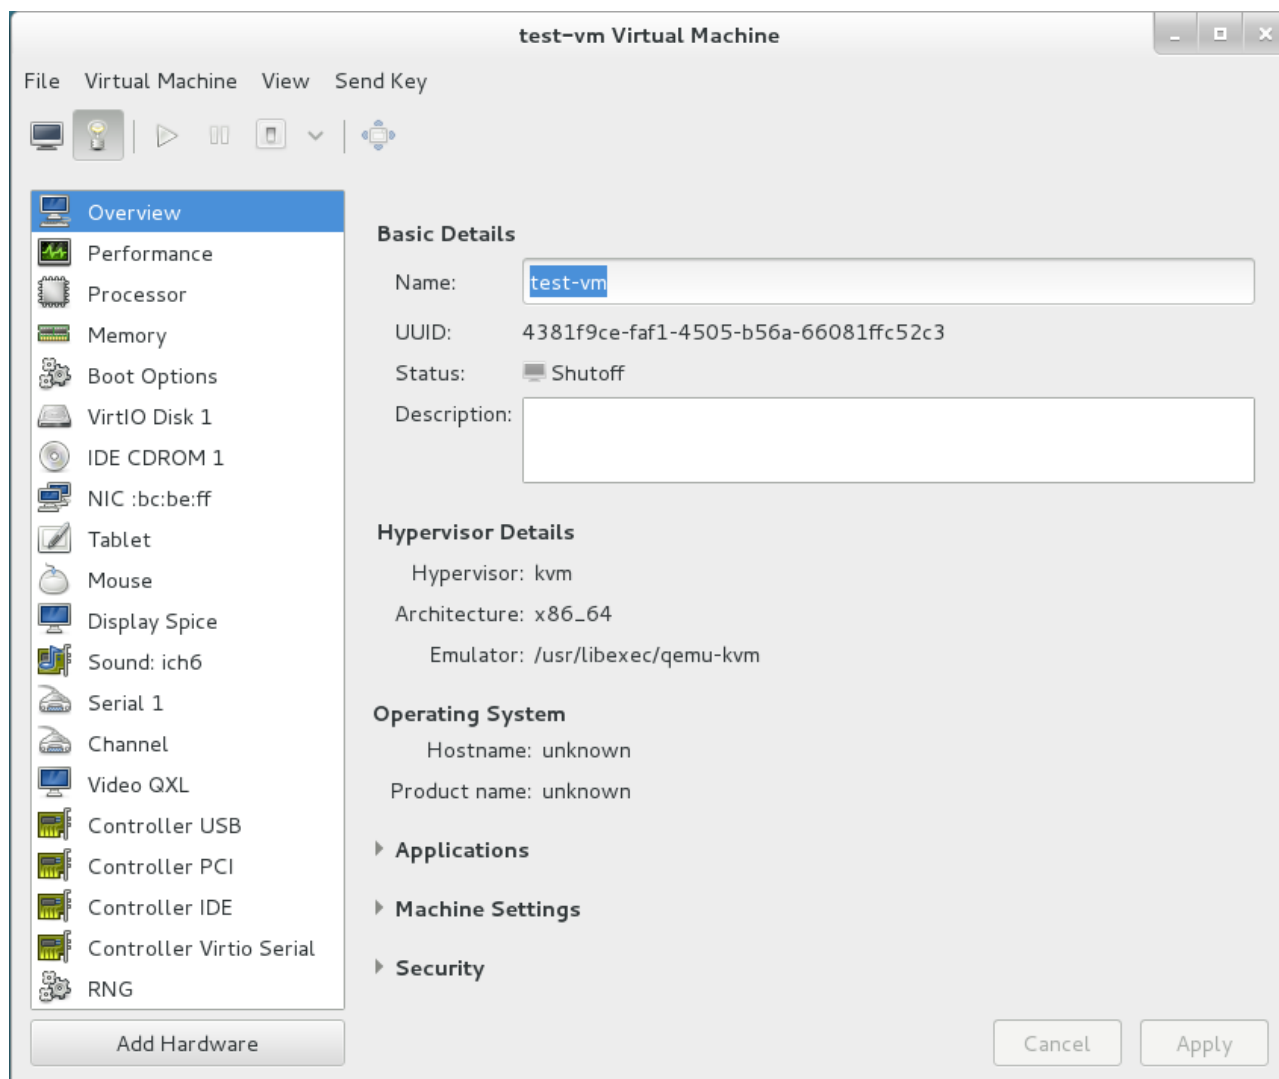 test-vm Virtual Machine
File Virtual Machine View Send Key
Overview
Performance
Processor
Memory
Boot Options
VirtIO Disk 1
IDE CDROM 1
NIC :bc:be:ff
Tablet
Mouse
Display Spice
Sound: ich6
Serial 1
Channel
Video QXL
Controller USB
Controller PCI
Controller IDE
Controller Virtio Serial
RNG
Add Hardware
Basic Details
Name: test-vm
UUID: 4381f9ce-faf1-4505-b56a-66081ffc52c3
Status: Shutoff
Description:
Hypervisor Details
Hypervisor: kvm
Architecture: x86_64
Emulator: /usr/libexec/qemu-kvm
Operating System
Hostname: unknown
Product name: unknown
Applications
Machine Settings
Security
Cancel Apply